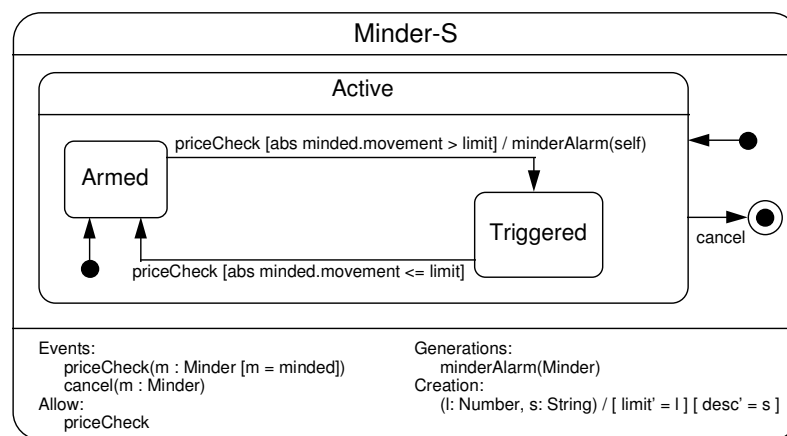 Minder-S
Active
priceCheck [abs minded.movement > limit] / minderAlarm(self)
Armed
Triggered
cancel
priceCheck [abs minded.movement <= limit]
Events:
priceCheck(m : Minder [m = minded])
cancel(m : Minder)
Allow:
priceCheck
Generations:
minderAlarm(Minder)
Creation:
(l: Number, s: String) / [ limit' = l ] [ desc' = s ]